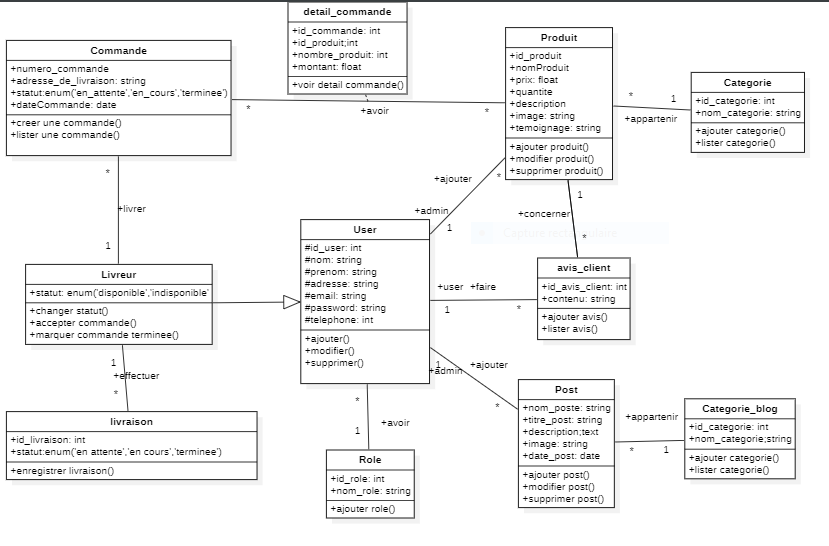 detail_commande
+id_commande: int
+id_produit;int
+nombre_produit: int
+montant: float
+voir detail commande()
Commande
+numero_commande
+adresse_de_livraison: string
+statut:enum('en_attente','en_cours','terminee')
+dateCommande: date
+creer une commande()
+lister une commande()
*
+avoir
*
Produit
+id_produit
+nomProduit
+prix: float
+quantite
+description
+image: string
+temoignage: string
+ajouter produit()
+modifier produit()
+supprimer produit()
*
1
+appartenir
Categorie
+id_categorie: int
+nom_categorie: string
+ajouter categorie()
+lister categorie()
*
+livrer
1
+ajouter
*
+admin
1
1
+concerner
*
Capture rectangulaire
User
#id_user: int
#nom: string
#prenom: string
#adresse: string
#email: string
#password: string
#telephone: int
+ajouter()
+modifier()
+supprimer()
Livreur
+statut: enum('disponible','indisponible'
+changer statut()
+accepter commande()
+marquer commande terminee()
+user +faire
1
*
avis_client
+id_avis_client: int
+contenu: string
+ajouter avis()
+lister avis()
1
+effectuer
*
1
+admin
+ajouter
*
livraison
+id_livraison: int
+statut:enum('en attente','en cours','terminee')
+enregistrer livraison()
*
+avoir
1
Role
+id_role: int
+nom_role: string
+ajouter role()
Post
+nom_poste: string
+titre_post: string
+description;text
+image: string
+date_post: date
+ajouter post()
+modifier post()
+supprimer post()
+appartenir
*
1
Categorie_blog
+id_categorie: int
+nom_categorie;string
+ajouter categorie()
+lister categorie()